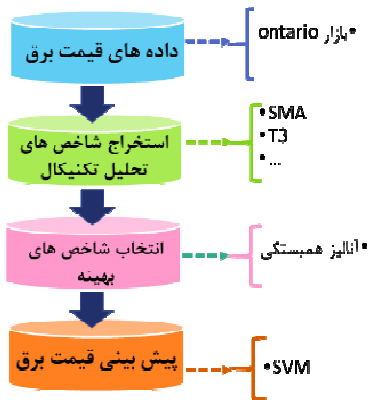 داده های قیمت برق
•بازار ontario
استخراج شاخص های
تحلیل تکنیکال
•SMA
•T3
•...
انتخاب شاخص های
بهینه
•آنالیز همبستگی
پیش بینی قیمت برق
•SVM